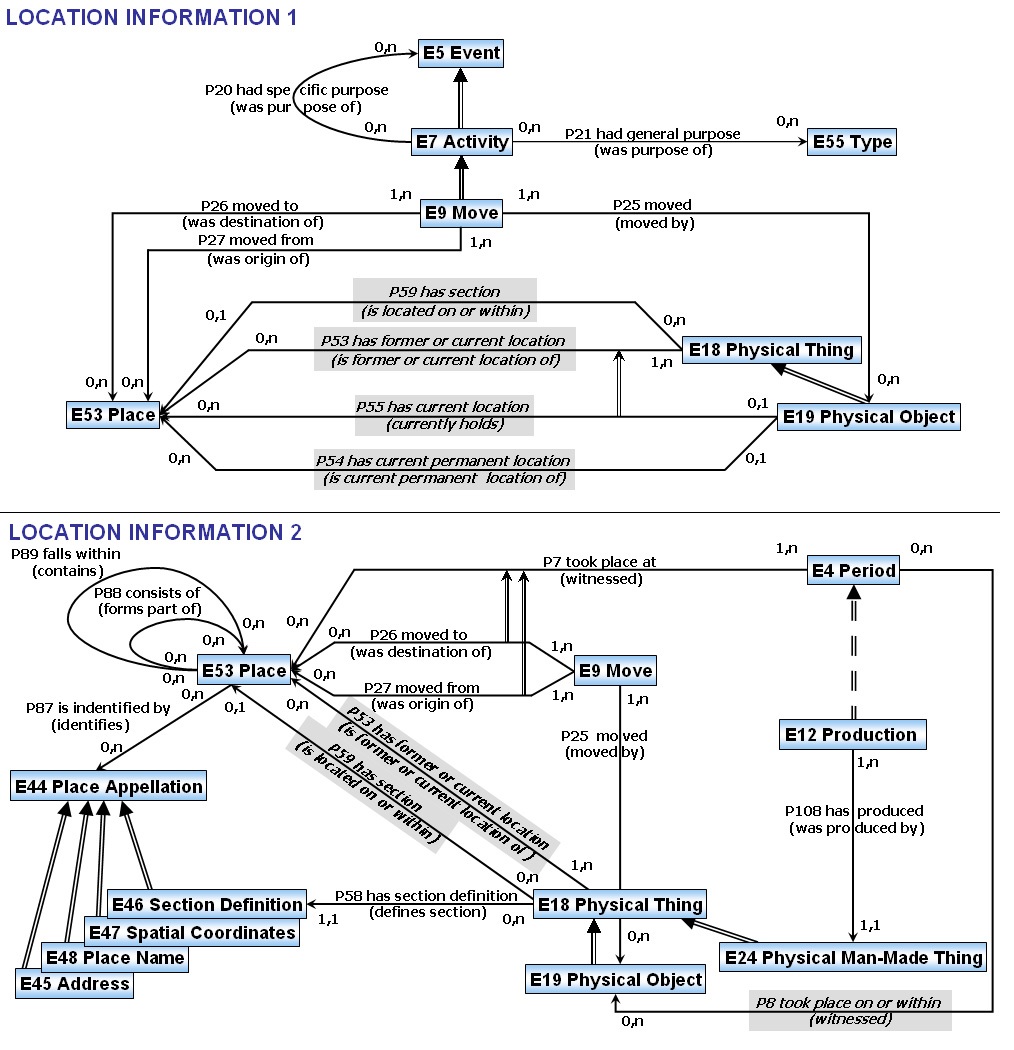 LOCATION INFORMATION 1
0,n
E5 Event
P20 had spe cific purpose
(was pur pose of)
0,n
E7 Activity
0,n
P21 had general purpose
(was purpose of)
0,n
E55 Type
1,n
E9 Move
1,n
1,n
P26 moved to
(was destination of)
P27 moved from
(was origin of)
P25 moved
(moved by)
P59 has section
(is located on or within)
0,1
0,n
P53 has former or current location
(is former or current location of)
0,n
1,n
E18 Physical Thing
0,n
0,n
0,n
E53 Place
0,n
P55 has current location
(currently holds)
0,1
E19 Physical Object
0,n
P54 has current permanent location
(is current permanent location of)
0,1
LOCATION INFORMATION 2
P89 falls within
(contains)
P88 consists of
(forms part of)
0,n
0,n
0,n
0,n
0,n
P7 took place at
(witnessed)
1,n
E4 Period
0,n
0,n
P26 moved to
(was destination of)
1,n
E53 Place
E9 Move
0,n
P27 moved from
(was origin of)
1,n
1,n
0,n
0,1
0,n
P87 is indentified by
(identifies)
0,n
P53 has former or current location
(is former or current location of )
P59 has section
(is located on or within)
P25 moved
(moved by)
E12 Production
1,n
P108 has produced
(was produced by)
E44 Place Appellation
1,n
0,n
E46 Section Definition
1,1
P58 has section definition
(defines section)
0,n
E18 Physical Thing
E47 Spatial Coordinates
0,n
1,1
E48 Place Name
E24 Physical Man-Made Thing
E45 Address
E19 Physical Object
0,n
P8 took place on or within
(witnessed)